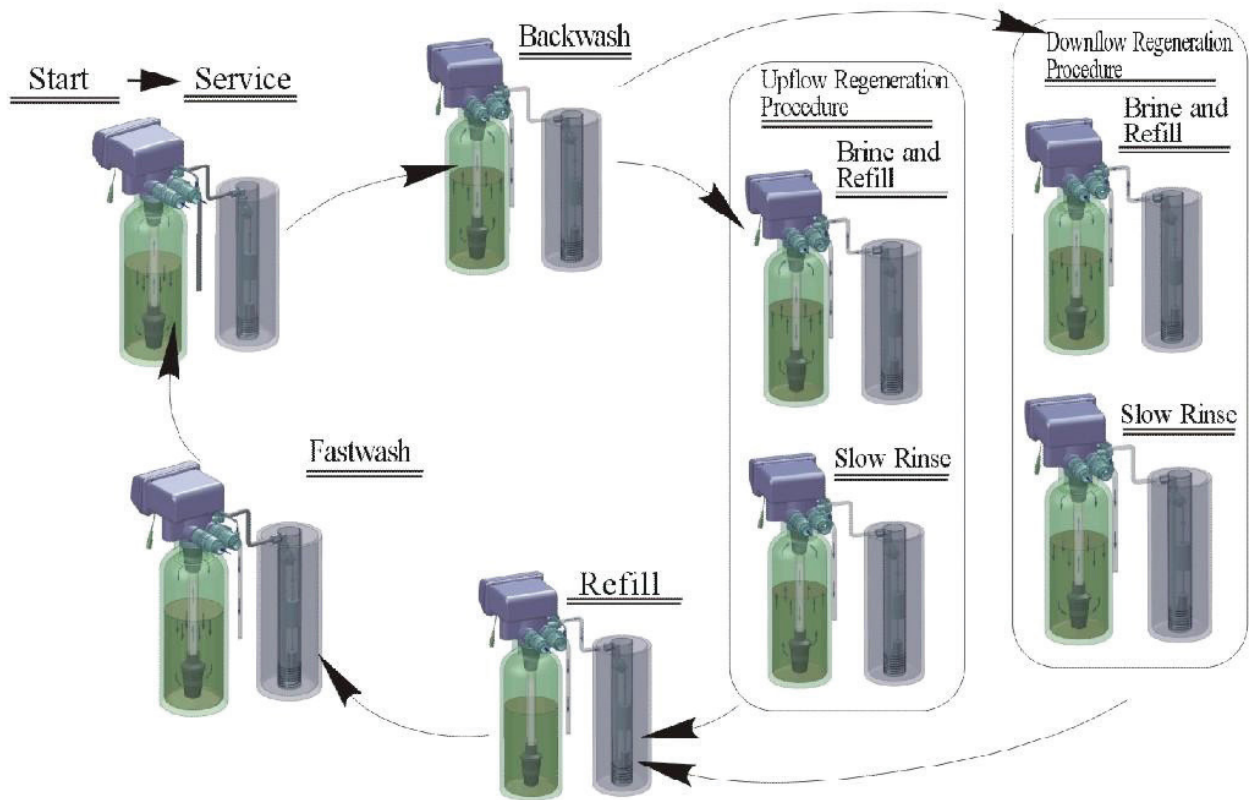 Start
Service
Backwash
Upflow Regeneration
Procedure
Brine and
Refill
Slow Rinse
Downflow Regeneration
Procedure
Brine and
Refill
Slow Rinse
Refill
Fastwash